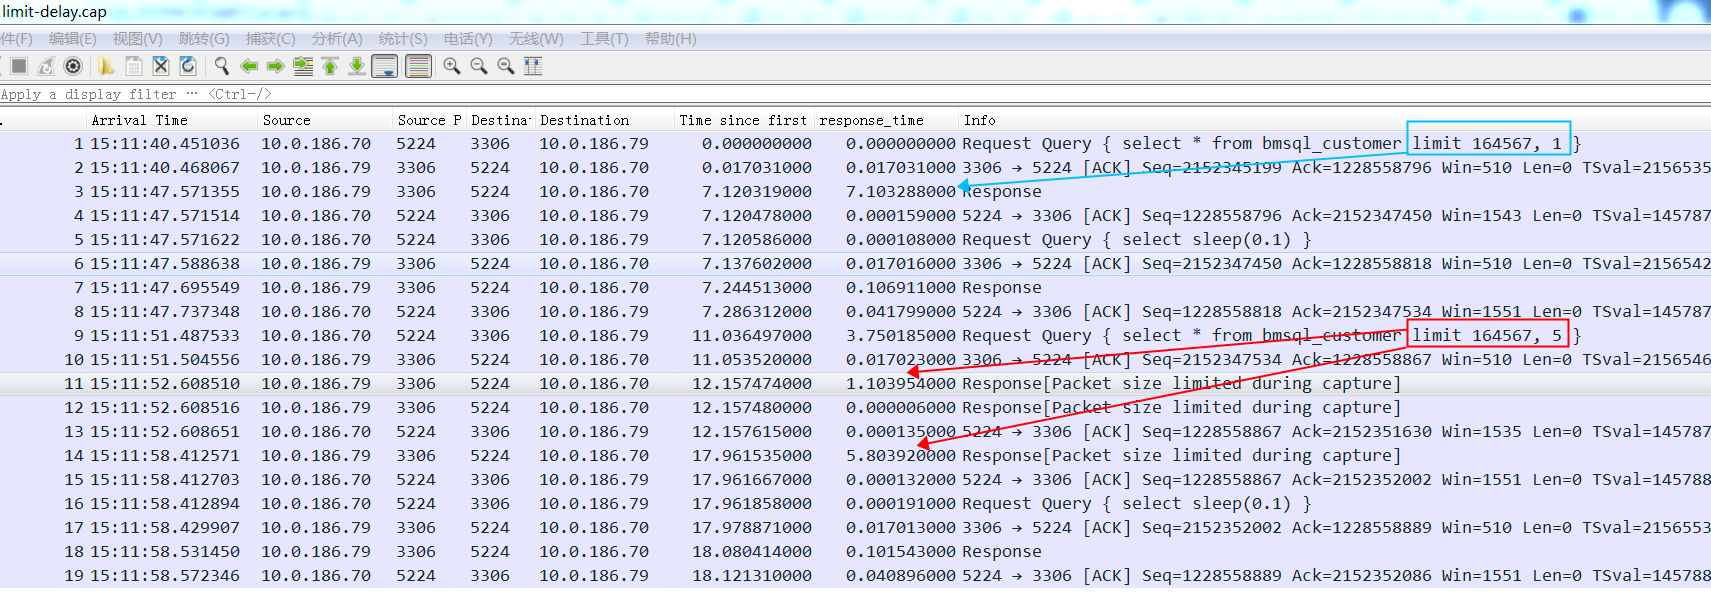 limit-delay.cap
件(F) 编辑(E) 视图(V) 跳转(G) 捕获(C) 分析(A) 统计(S) 电话(Y) 无线(W) 工具(T) 帮助(H)
Apply a display filter … <Ctrl-/>
. Arrival Time Source Source P Destina Destination Time since first response_time Info
1 15:11:40.451036 10.0.186.70 5224 3306 10.0.186.79 0.000000000 0.000000000 Request Query { select * from bmsql_customer limit 164567, 1 }
2 15:11:40.468067 10.0.186.79 3306 5224 10.0.186.70 0.017031000 0.017031000 3306 → 5224 [ACK] Seq=2152345199 Ack=1228558796 Win=510 Len=0 TSval=2156535
3 15:11:47.571355 10.0.186.79 3306 5224 10.0.186.70 7.120319000 7.103288000 Response
4 15:11:47.571514 10.0.186.70 5224 3306 10.0.186.79 7.120478000 0.000159000 5224 → 3306 [ACK] Seq=1228558796 Ack=2152347450 Win=1543 Len=0 TSval=145787
5 15:11:47.571622 10.0.186.70 5224 3306 10.0.186.79 7.120586000 0.000108000 Request Query { select sleep(0.1) }
6 15:11:47.588638 10.0.186.79 3306 5224 10.0.186.70 7.137602000 0.017016000 3306 → 5224 [ACK] Seq=2152347450 Ack=1228558818 Win=510 Len=0 TSval=2156542
7 15:11:47.695549 10.0.186.79 3306 5224 10.0.186.70 7.244513000 0.106911000 Response
8 15:11:47.737348 10.0.186.70 5224 3306 10.0.186.79 7.286312000 0.041799000 5224 → 3306 [ACK] Seq=1228558818 Ack=2152347534 Win=1551 Len=0 TSval=145787
9 15:11:51.487533 10.0.186.70 5224 3306 10.0.186.79 11.036497000 3.750185000 Request Query { select * from bmsql_customer limit 164567, 5 }
10 15:11:51.504556 10.0.186.79 3306 5224 10.0.186.70 11.053520000 0.017023000 3306 → 5224 [ACK] Seq=2152347534 Ack=1228558867 Win=510 Len=0 TSval=2156546
11 15:11:52.608510 10.0.186.79 3306 5224 10.0.186.70 12.157474000 1.103954000 Response[Packet size limited during capture]
12 15:11:52.608516 10.0.186.79 3306 5224 10.0.186.70 12.157480000 0.000006000 Response[Packet size limited during capture]
13 15:11:52.608651 10.0.186.70 5224 3306 10.0.186.79 12.157615000 0.000135000 5224 → 3306 [ACK] Seq=1228558867 Ack=2152351630 Win=1535 Len=0 TSval=145787
14 15:11:58.412571 10.0.186.79 3306 5224 10.0.186.70 17.961535000 5.803920000 Response[Packet size limited during capture]
15 15:11:58.412703 10.0.186.70 5224 3306 10.0.186.79 17.961667000 0.000132000 5224 → 3306 [ACK] Seq=1228558867 Ack=2152352002 Win=1551 Len=0 TSval=145788
16 15:11:58.412894 10.0.186.70 5224 3306 10.0.186.79 17.961858000 0.000191000 Request Query { select sleep(0.1) }
17 15:11:58.429907 10.0.186.79 3306 5224 10.0.186.70 17.978871000 0.017013000 3306 → 5224 [ACK] Seq=2152352002 Ack=1228558889 Win=510 Len=0 TSval=2156553
18 15:11:58.531450 10.0.186.79 3306 5224 10.0.186.70 18.080414000 0.101543000 Response
19 15:11:58.572346 10.0.186.70 5224 3306 10.0.186.79 18.121310000 0.040896000 5224 → 3306 [ACK] Seq=1228558889 Ack=2152352086 Win=1551 Len=0 TSval=145788